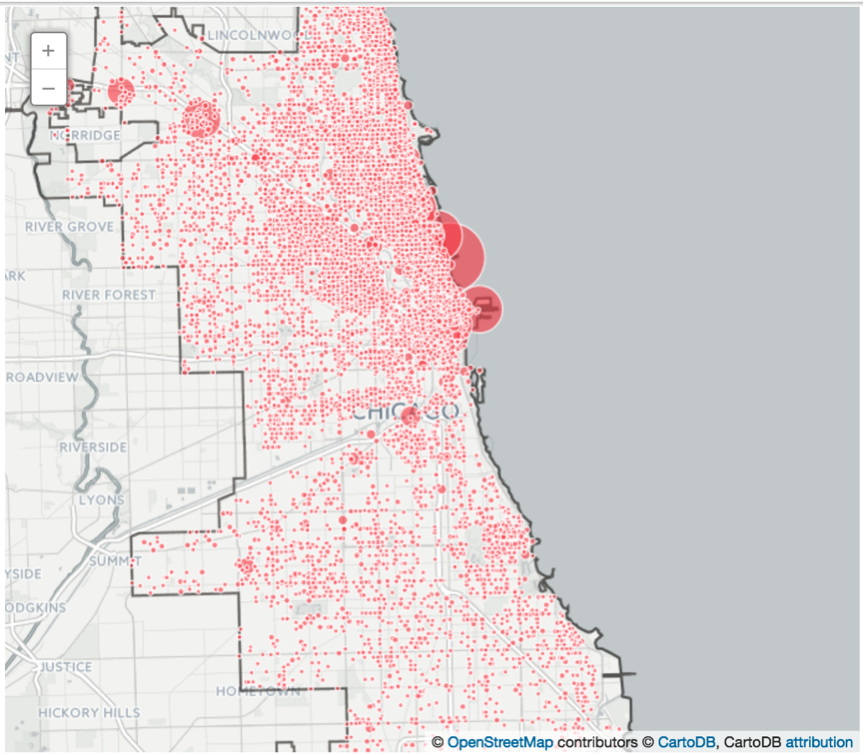 LINCOLNWOO
NT
+
−
NORRIDGE
RIVER GROVE
ARK
RIVER FOREST
ROADVIEW
CHICAGO
RIVERSIDE
LYONS
SUMMIT
YSIDE
ODGKINS
JUSTICE
HOMETOWN
HICKORY HILLS
© OpenStreetMap contributors © CartoDB, CartoDB attribution